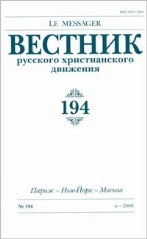 LE MESSAGER
ВЕСТНИК
русского христианского
движения
194
Париж – Нью-Йорк – Москва
№ 194